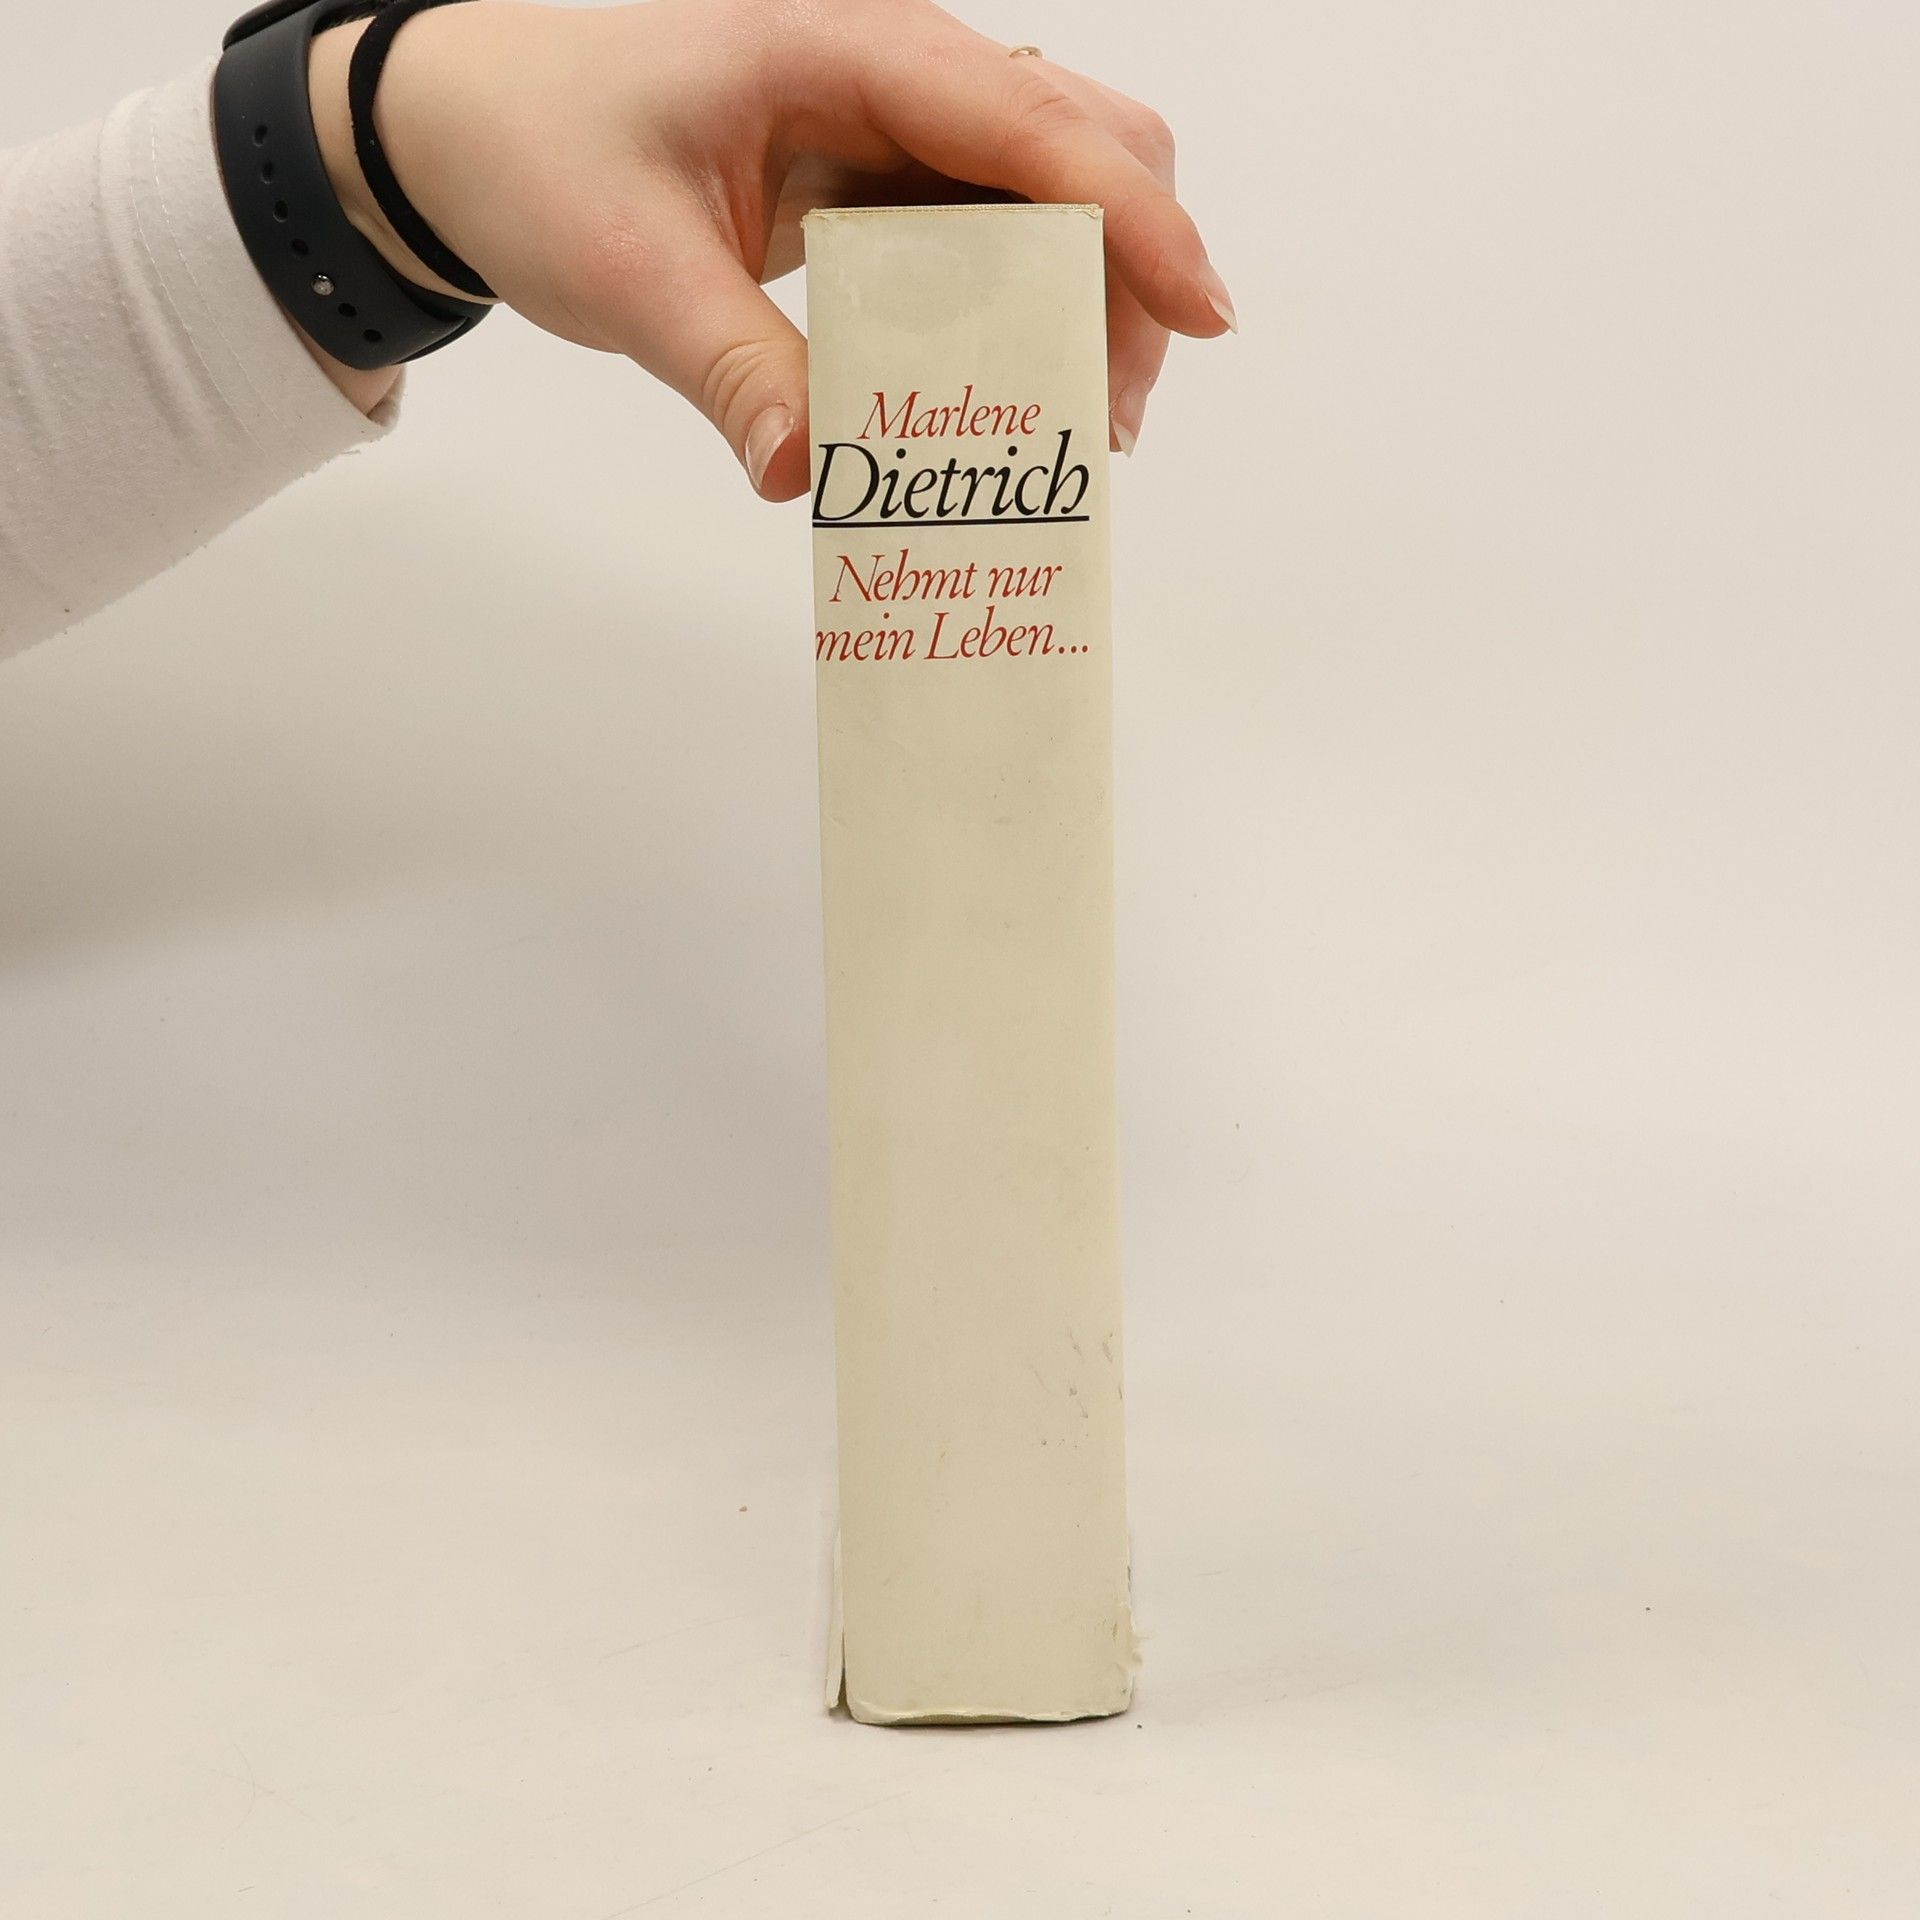 Marlene
Dietrich
Nehmt nur
mein Leben...